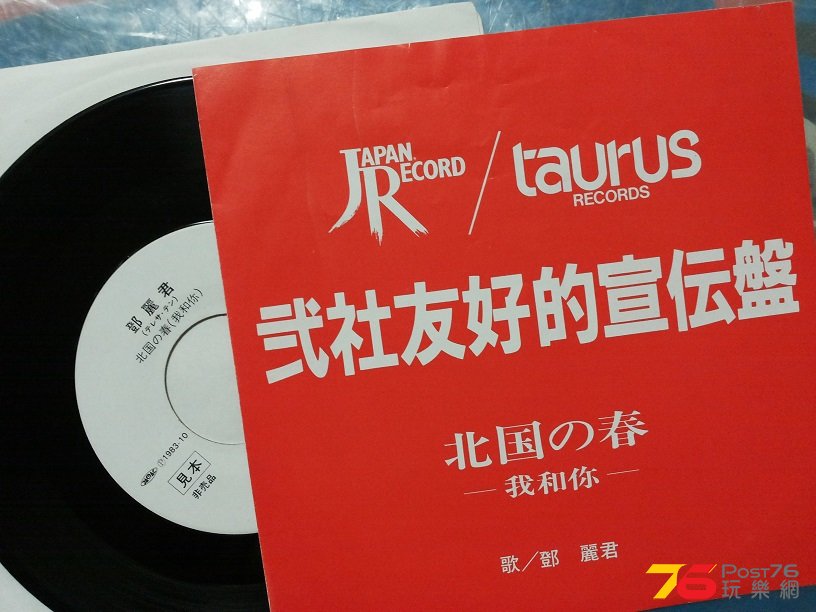 JAPAN RECORD / taurus RECORDS
弐社友好的宣伝盤
北国の春
—我和你—
歌／鄧 麗君
鄧 麗 君
(テレサ・テン)
北国の春(我和你)
Ⓟ1983・10
見本
非売品
76 POST76
玩樂網